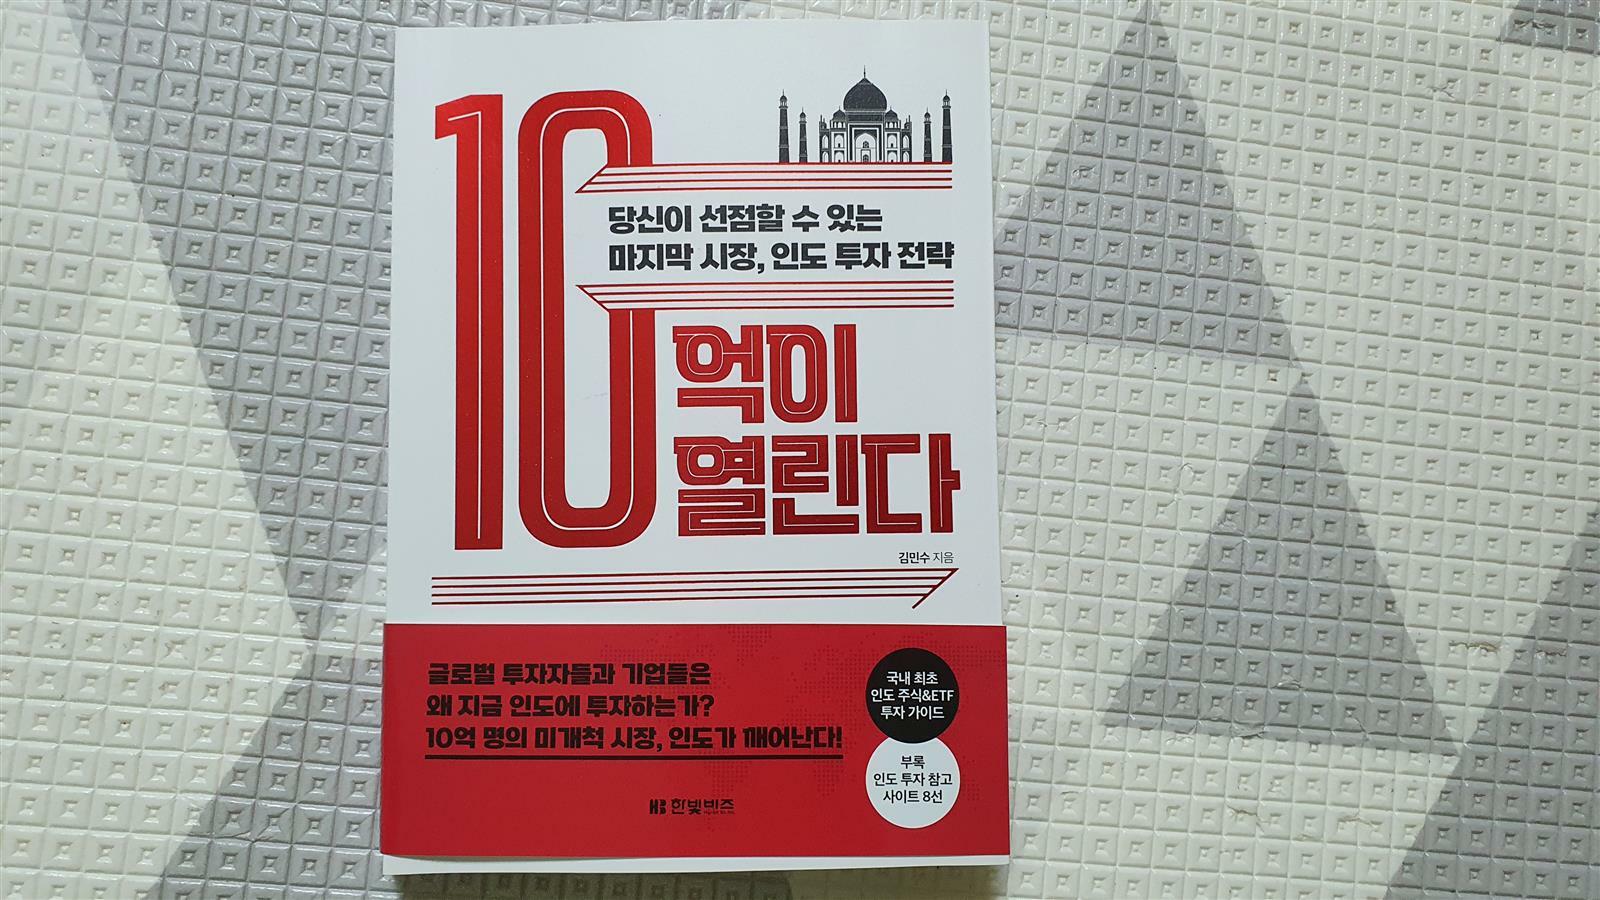 당신이 선점할 수 있는
마지막 시장, 인도 투자 전략
10억이
열린다
김민수 지음
글로벌 투자자들과 기업들은
왜 지금 인도에 투자하는가?
10억 명의 미개척 시장, 인도가 깨어난다!
국내 최초
인도 주식&ETF
투자 가이드
부록
인도 투자 참고
사이트 8선
HB 한빛비즈